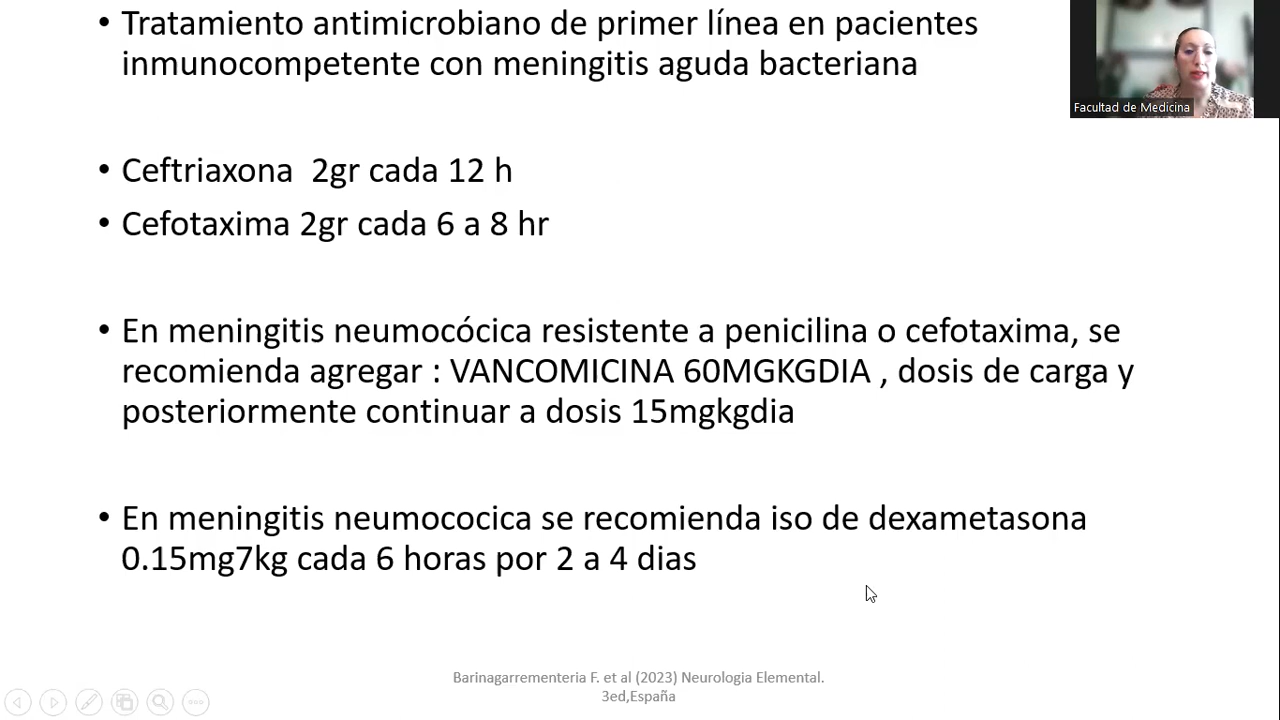 • Tratamiento antimicrobiano de primer línea en pacientes
inmunocompetente con meningitis aguda bacteriana
Facultad de Medicina
• Ceftriaxona  2gr cada 12 h
• Cefotaxima 2gr cada 6 a 8 hr
• En meningitis neumocócica resistente a penicilina o cefotaxima, se
recomienda agregar : VANCOMICINA 60MGKGDIA , dosis de carga y
posteriormente continuar a dosis 15mgkgdia
• En meningitis neumococica se recomienda iso de dexametasona
0.15mg7kg cada 6 horas por 2 a 4 dias
Barinagarrementeria F. et al (2023) Neurologia Elemental.
3ed,España